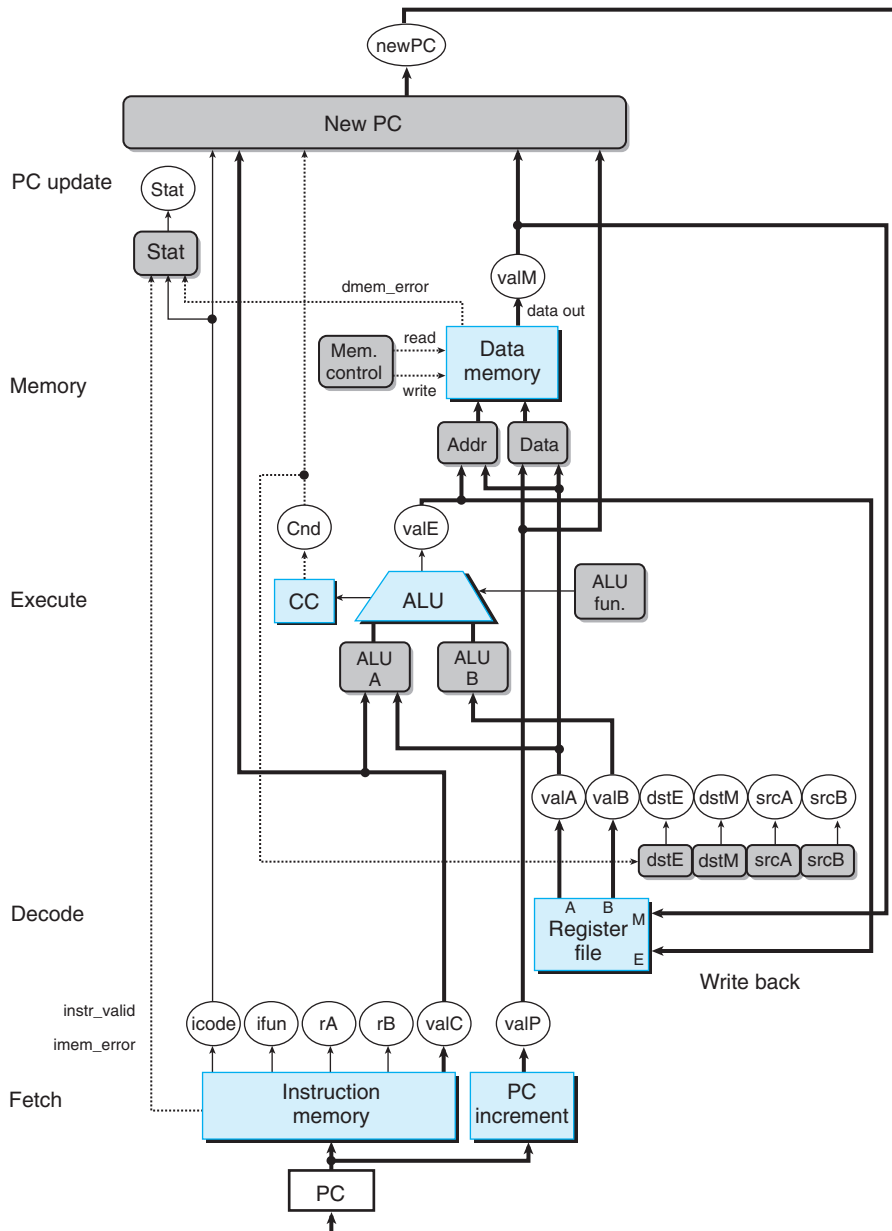 newPC
New PC
PC update
Stat
Stat
valM
dmem_error
data out
read
Mem.
control
Data
memory
write
Memory
Addr
Data
Cnd
valE
Execute
CC
ALU
ALU
fun.
ALU
A
ALU
B
valA
valB
dstE
dstM
srcA
srcB
dstE
dstM
srcA
srcB
Decode
A
B
M
Register
file
E
Write back
instr_valid
icode
ifun
rA
rB
valC
valP
imem_error
Fetch
Instruction
memory
PC
increment
PC